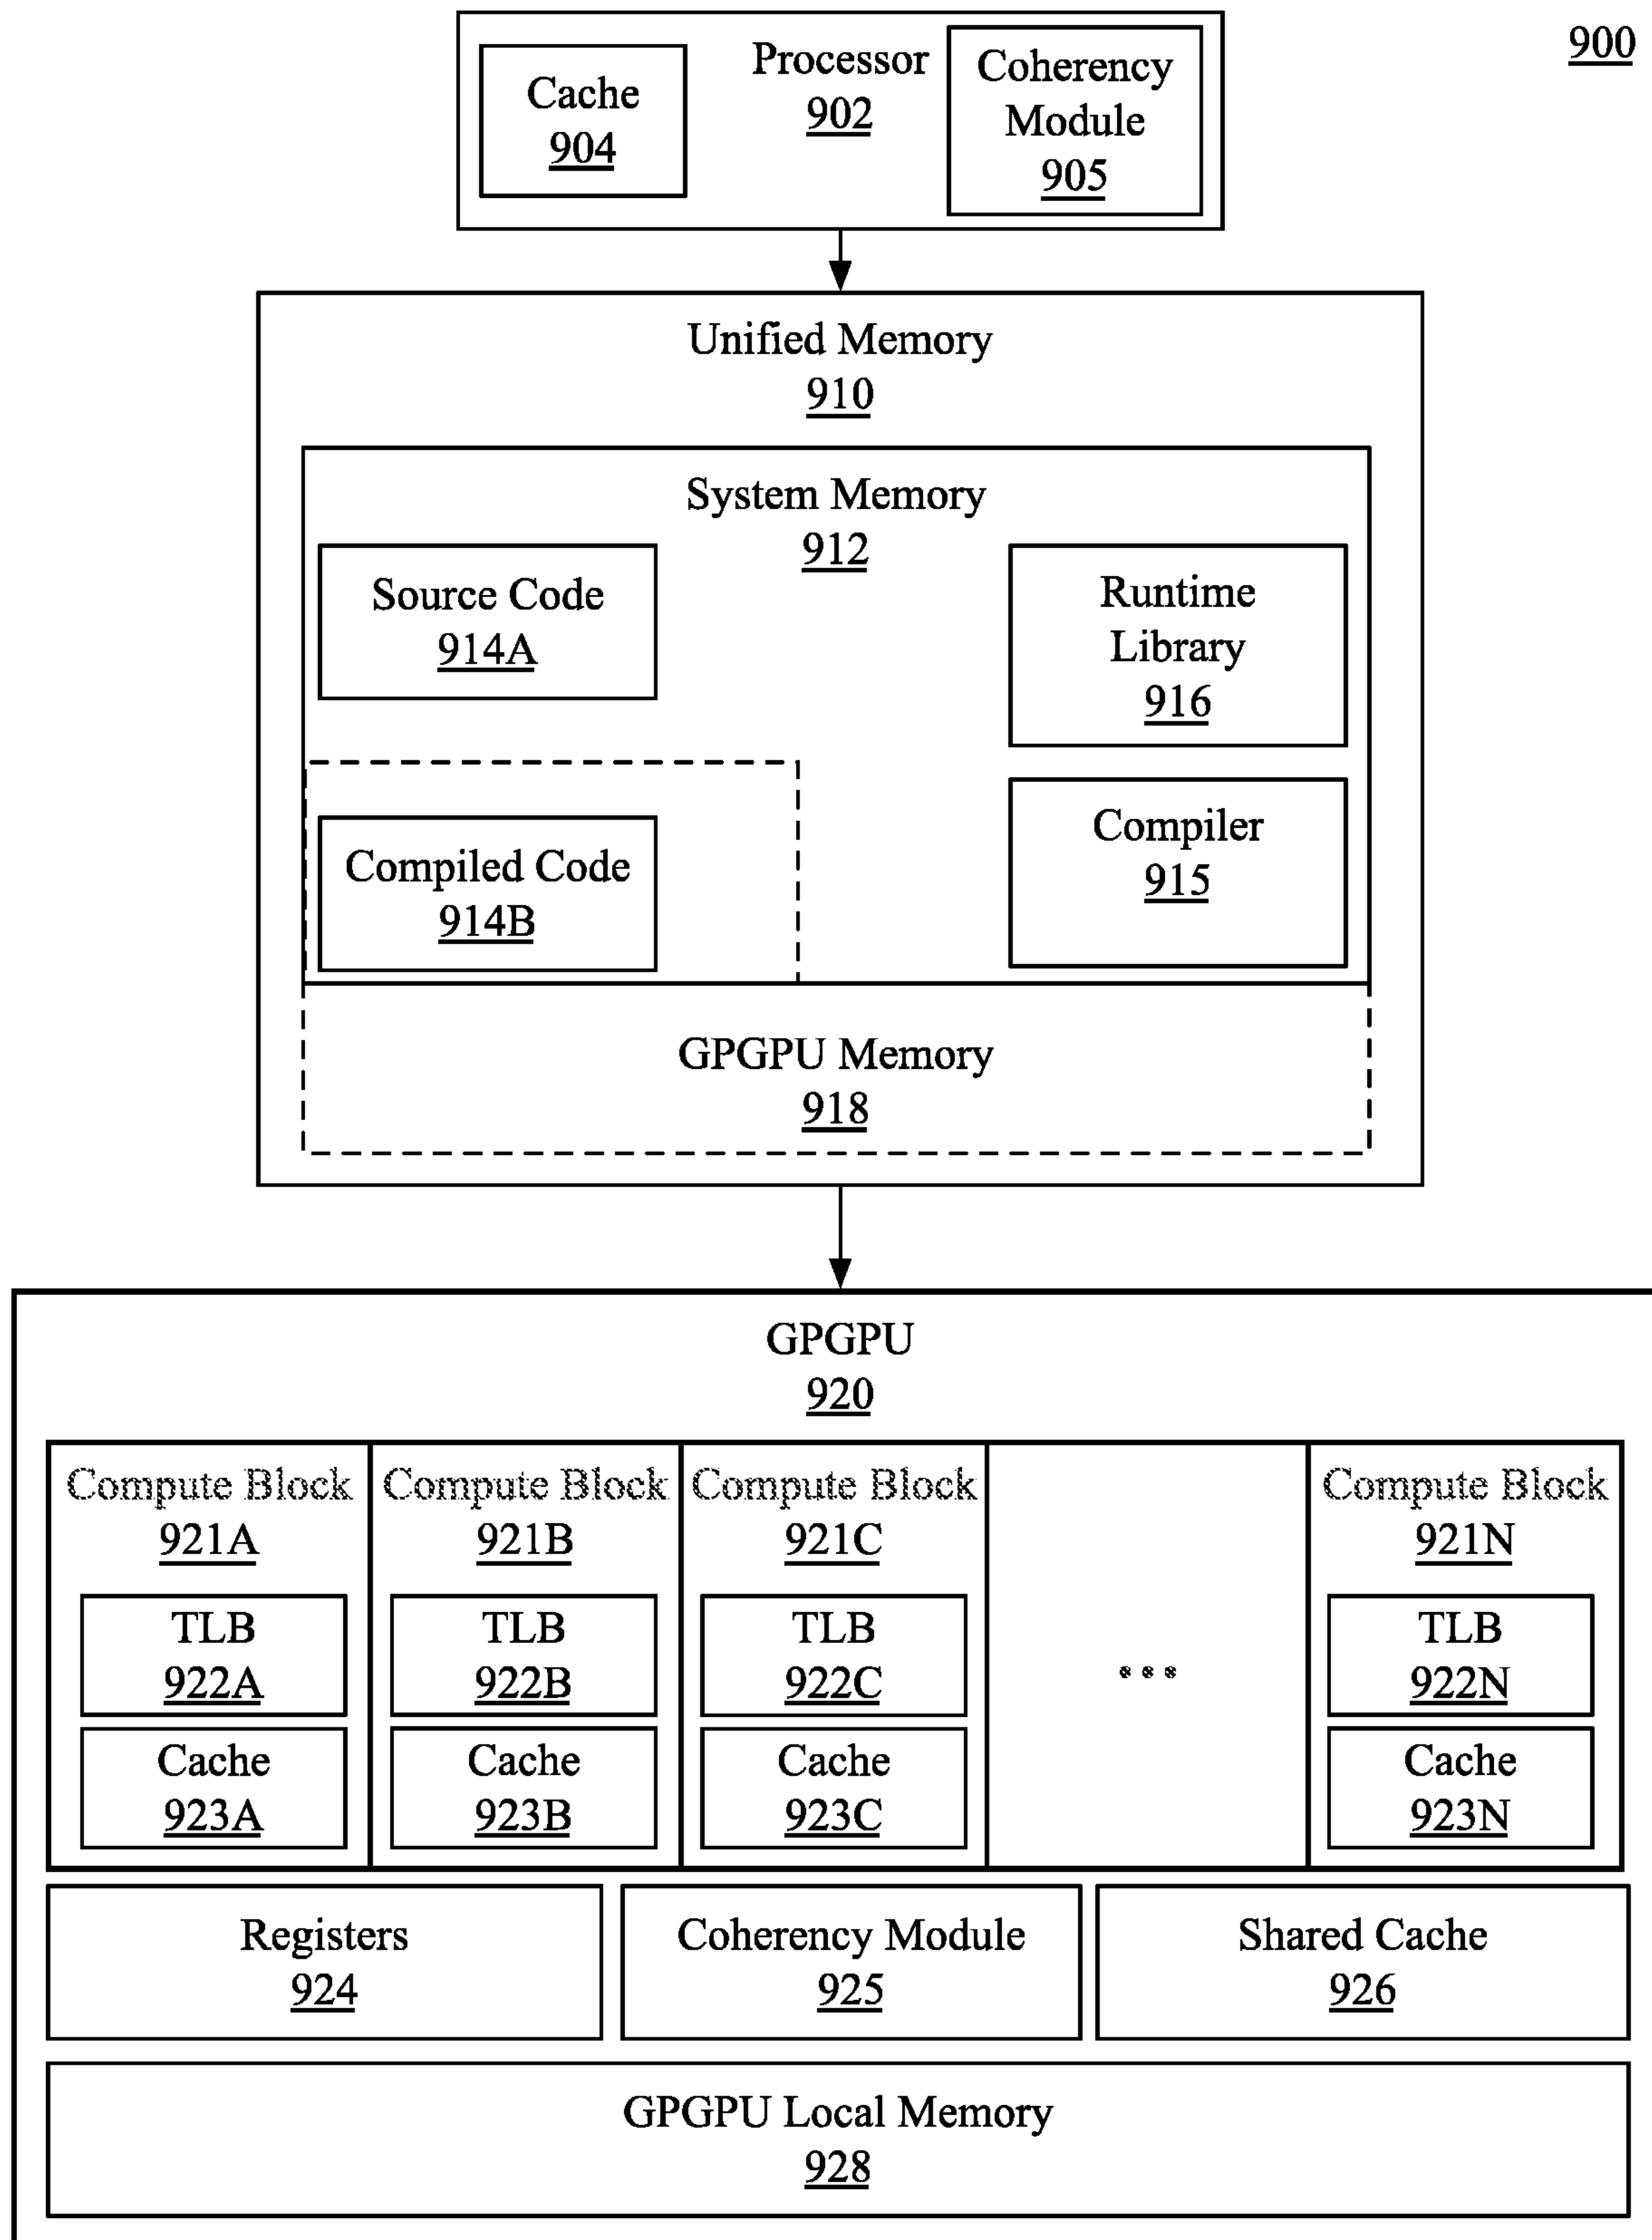 900
Processor
902
Cache
904
Coherency
Module
905
Unified Memory
910
System Memory
912
Source Code
914A
Runtime
Library
916
Compiled Code
914B
Compiler
915
GPGPU Memory
918
GPGPU
920
Compute Block
921A
TLB
922A
Cache
923A
Compute Block
921B
TLB
922B
Cache
923B
Compute Block
921C
TLB
922C
Cache
923C
...
Compute Block
921N
TLB
922N
Cache
923N
Registers
924
Coherency Module
925
Shared Cache
926
GPGPU Local Memory
928